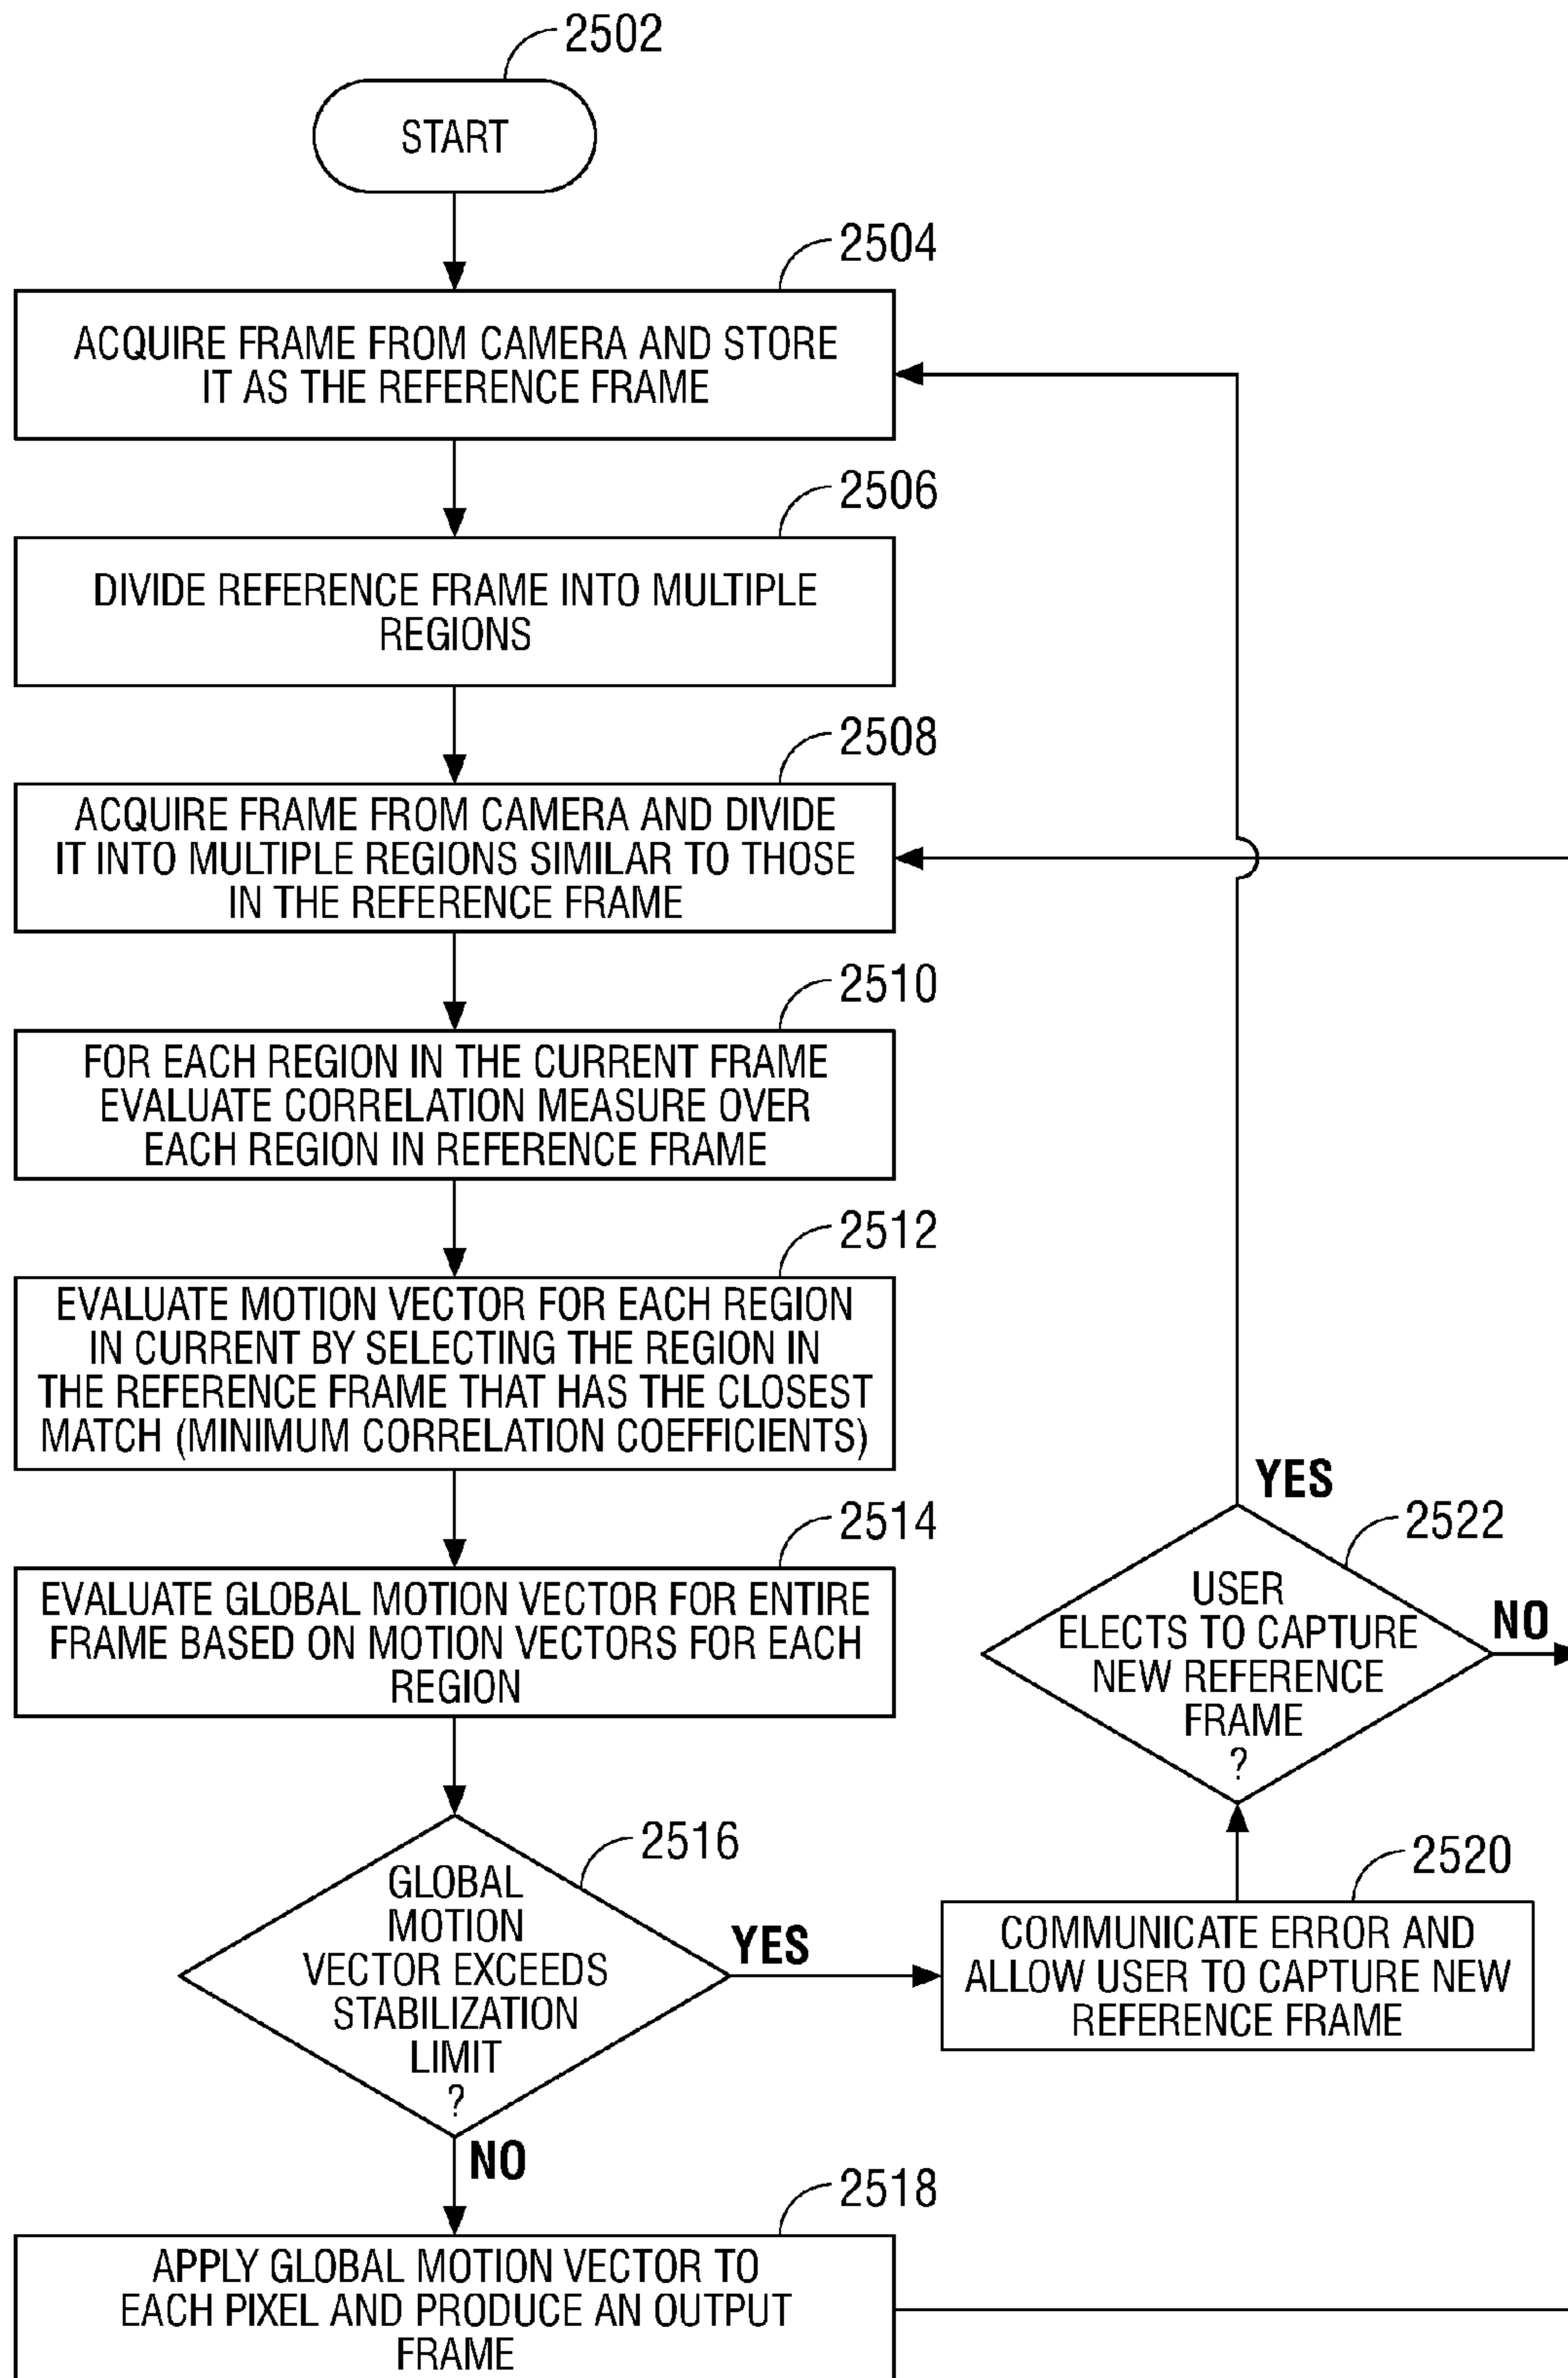 2502
START
2504
ACQUIRE FRAME FROM CAMERA AND STORE
IT AS THE REFERENCE FRAME
2506
DIVIDE REFERENCE FRAME INTO MULTIPLE
REGIONS
2508
ACQUIRE FRAME FROM CAMERA AND DIVIDE
IT INTO MULTIPLE REGIONS SIMILAR TO THOSE
IN THE REFERENCE FRAME
2510
FOR EACH REGION IN THE CURRENT FRAME
EVALUATE CORRELATION MEASURE OVER
EACH REGION IN REFERENCE FRAME
2512
EVALUATE MOTION VECTOR FOR EACH REGION
IN CURRENT BY SELECTING THE REGION IN
THE REFERENCE FRAME THAT HAS THE CLOSEST
MATCH (MINIMUM CORRELATION COEFFICIENTS)
2514
EVALUATE GLOBAL MOTION VECTOR FOR ENTIRE
FRAME BASED ON MOTION VECTORS FOR EACH
REGION
2516
GLOBAL
MOTION
VECTOR EXCEEDS
STABILIZATION
LIMIT
?
YES
NO
2518
APPLY GLOBAL MOTION VECTOR TO
EACH PIXEL AND PRODUCE AN OUTPUT
FRAME
2520
COMMUNICATE ERROR AND
ALLOW USER TO CAPTURE NEW
REFERENCE FRAME
2522
USER
ELECTS TO CAPTURE
NEW REFERENCE
FRAME
?
YES
NO